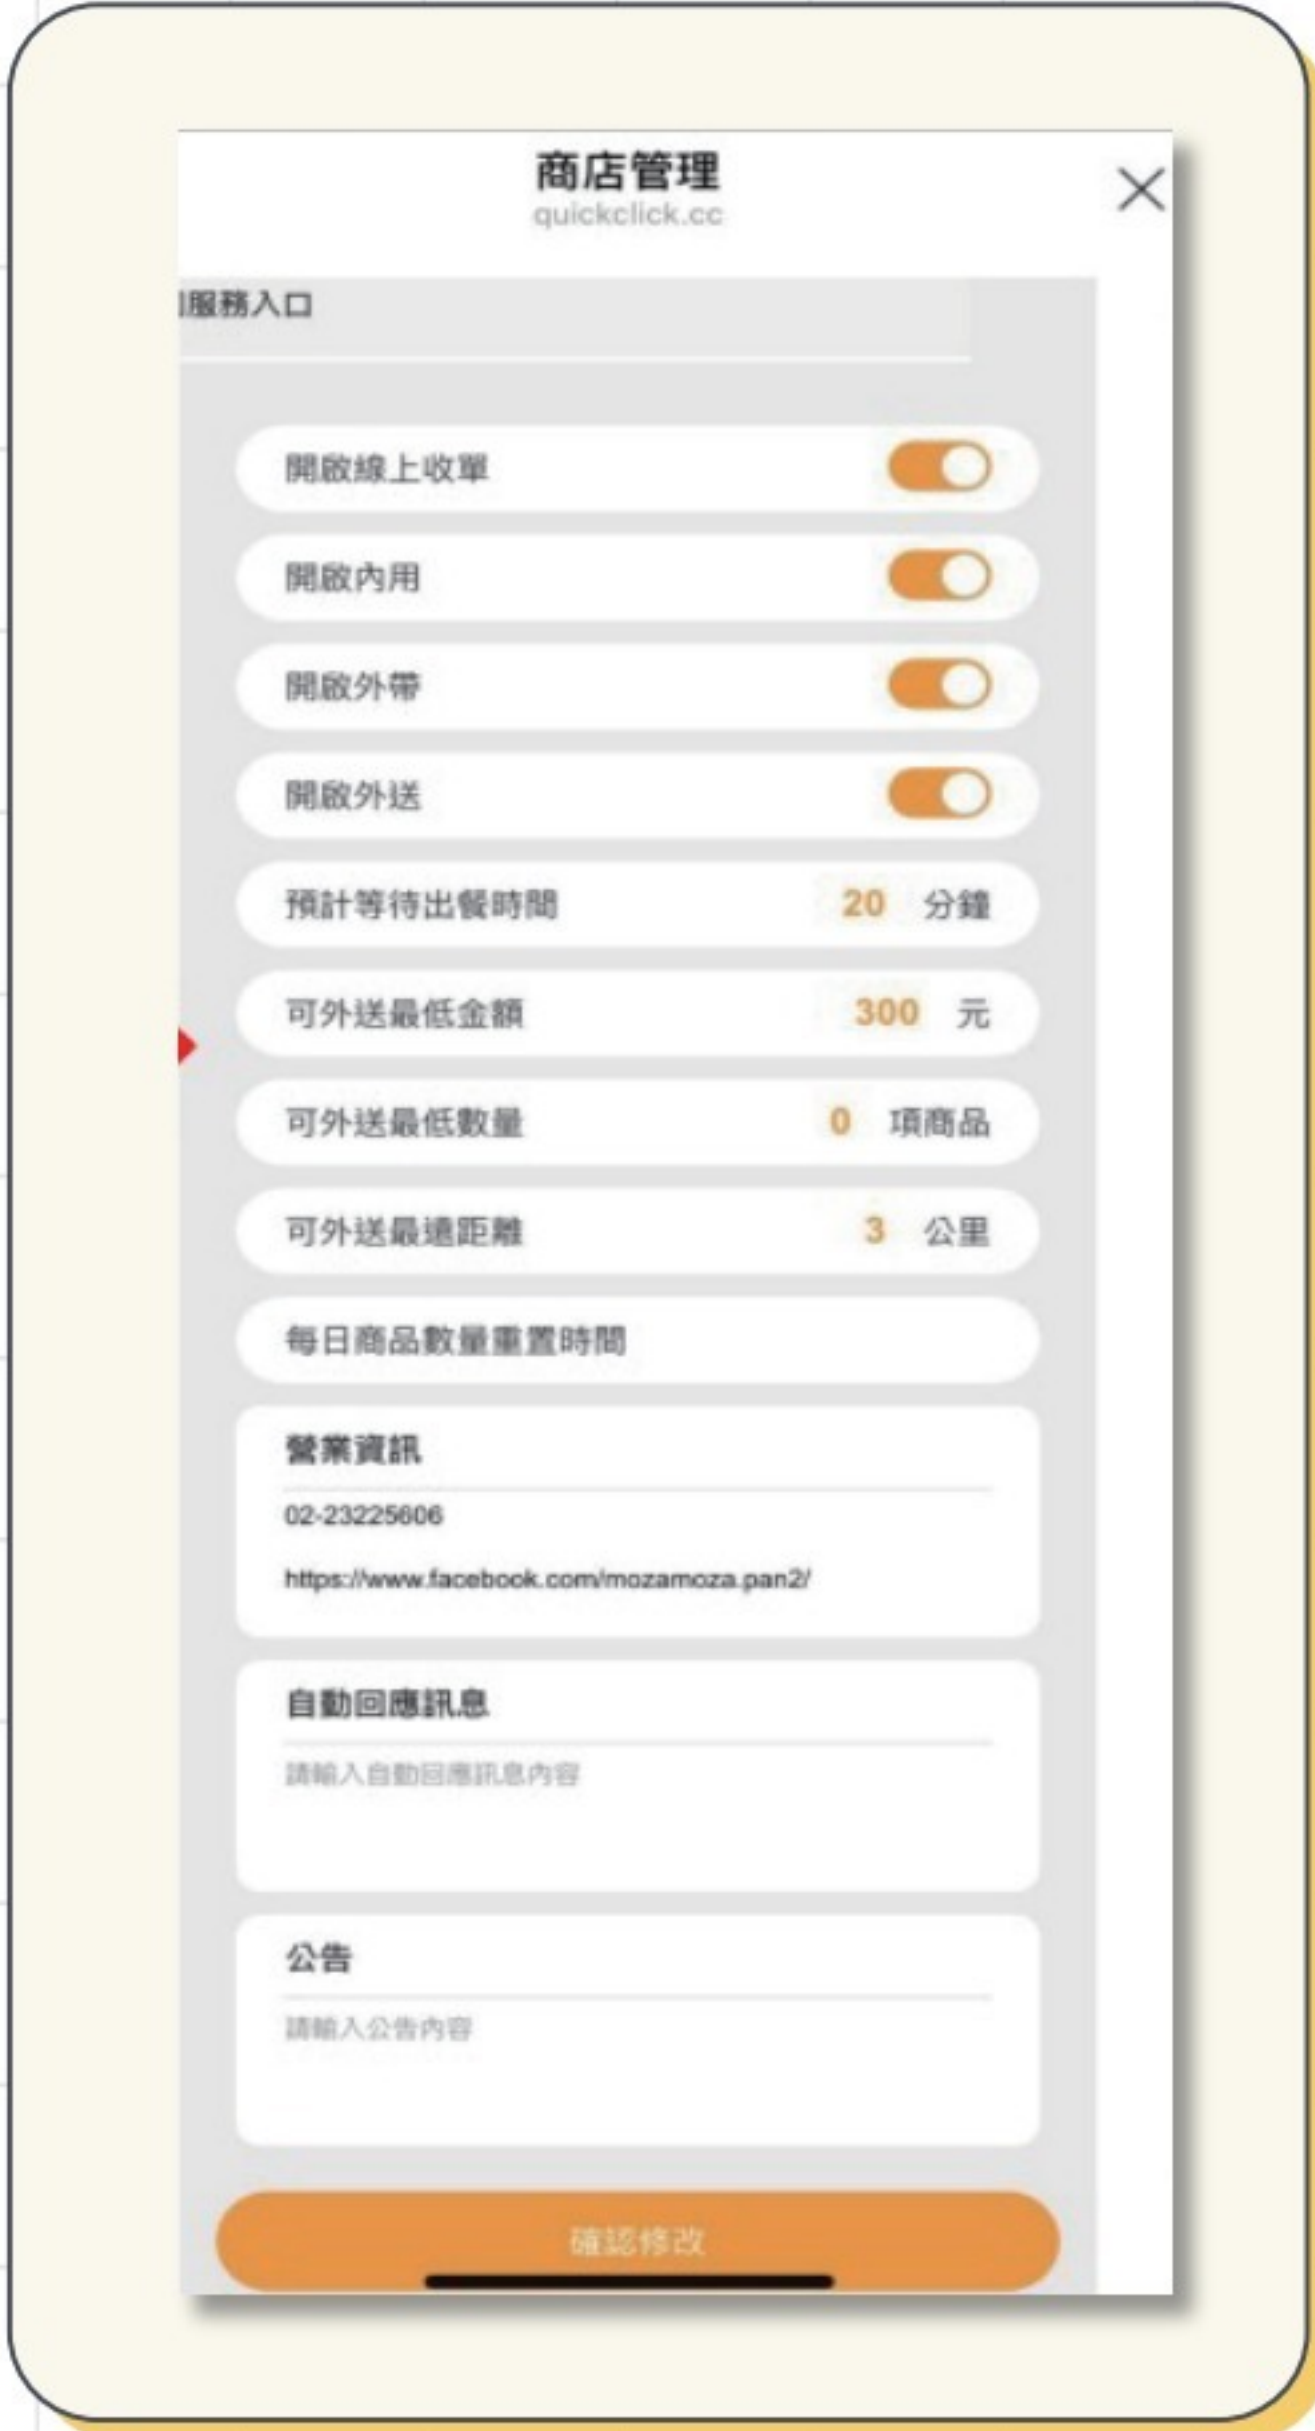 商店管理
quickclick.cc
服務入口
開啟線上收單
開啟內用
開啟外帶
開啟外送
預計等待出餐時間 20 分鐘
可外送最低金額 300 元
可外送最低數量 0 項商品
可外送最遠距離 3 公里
每日商品數量重置時間
營業資訊
02-23225606
https://www.facebook.com/mozamoza.pan2/
自動回應訊息
請輸入自動回應訊息內容
公告
請輸入公告內容
確認修改